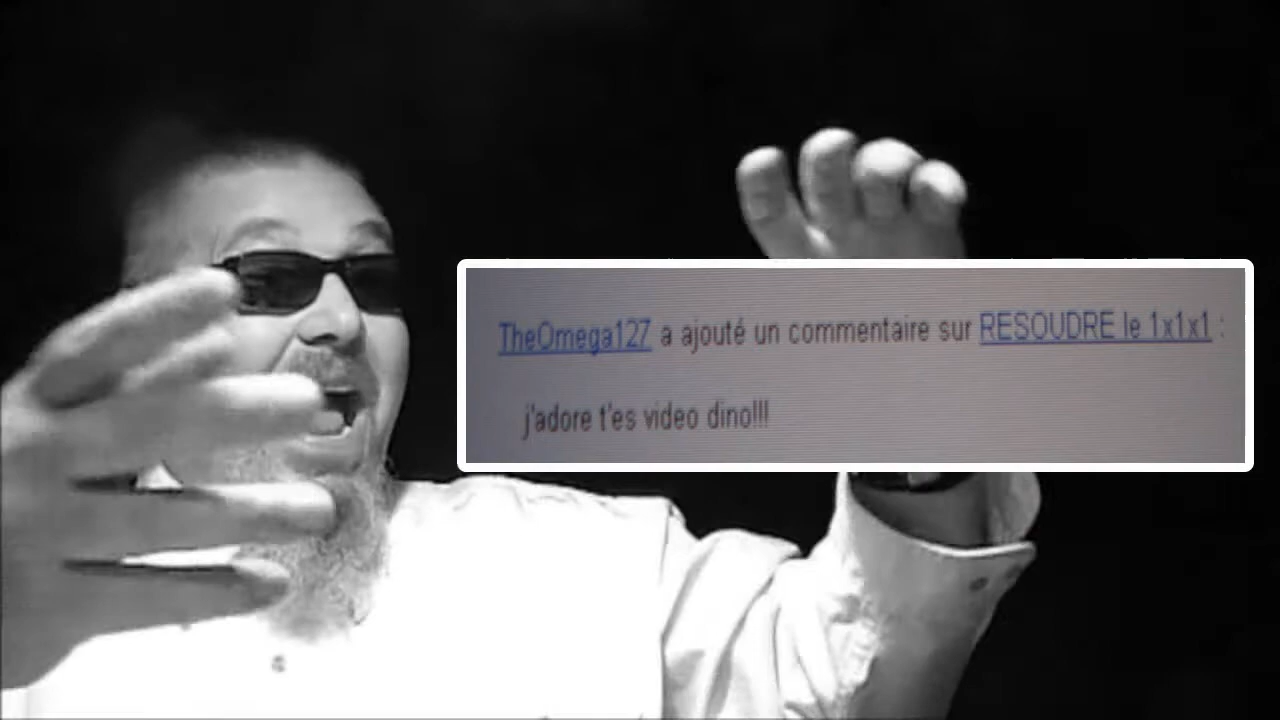 TheOmega127 a ajouté un commentaire sur RESOUDRE le 1x1x1 :
j'adore t'es video dino!!!